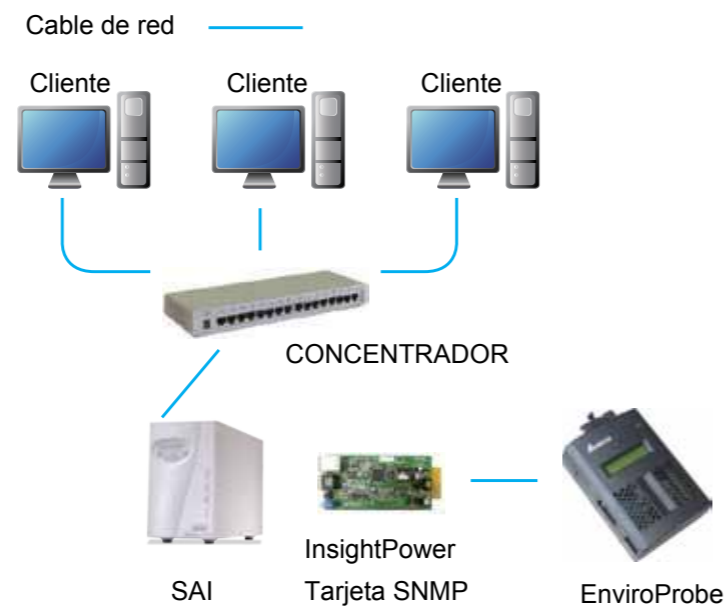 Cable de red
Cliente Cliente Cliente
CONCENTRADOR
InsightPower
SAI Tarjeta SNMP EnviroProbe